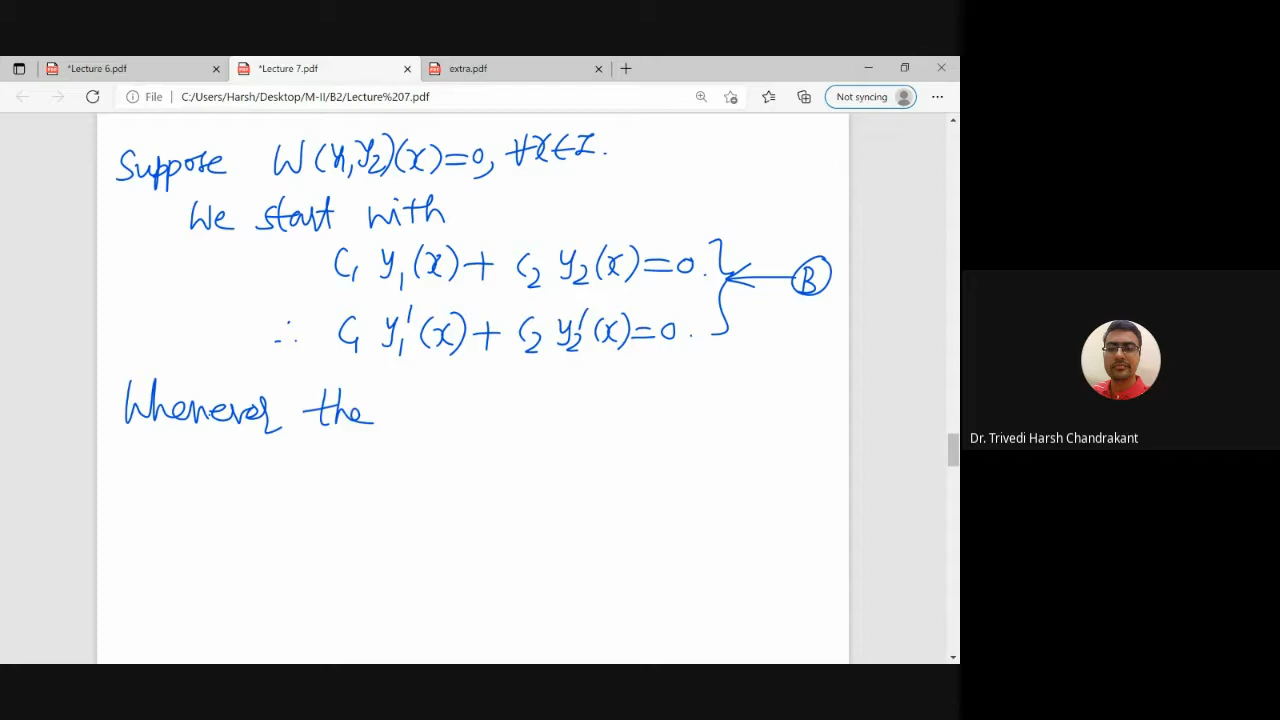 *Lecture 6.pdf
*Lecture 7.pdf
extra.pdf
File
C:/Users/Harsh/Desktop/M-II/B2/Lecture%207.pdf
Not syncing
Suppose W(y₁,y₂)(x)=0, ∀x∈I.
We start with
C₁ y₁(x) + C₂ y₂(x) = 0.
B
∴ C₁ y₁'(x) + C₂ y₂'(x) = 0.
Whenever the
Dr. Trivedi Harsh Chandrakant